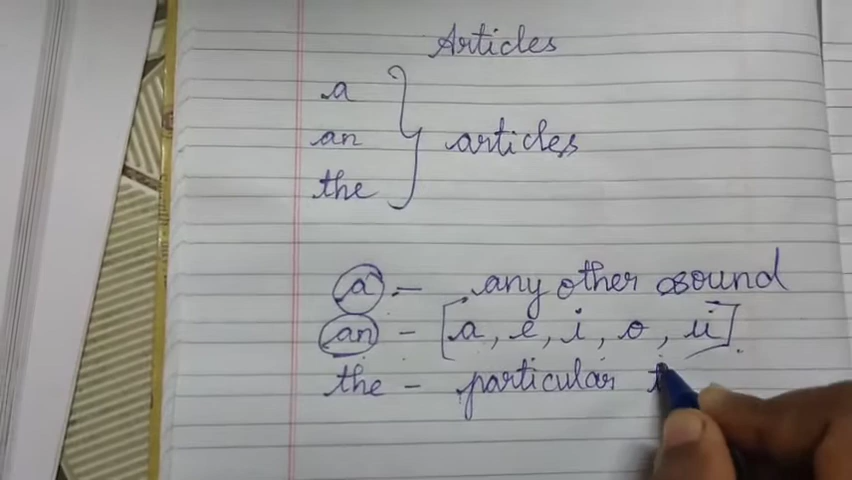 Articles
a
an
the
articles
a :- any other sound
an - [a, e, i, o, u].
the - particular t